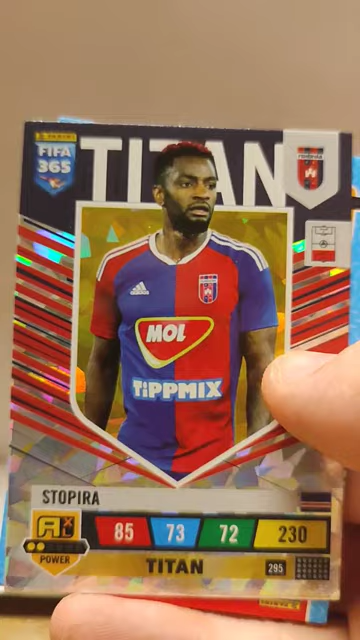 TITAN
PANINI
FIFA
365
MOL
TiPPMIX
STOPIRA
85 73 72 230
POWER
TITAN
295